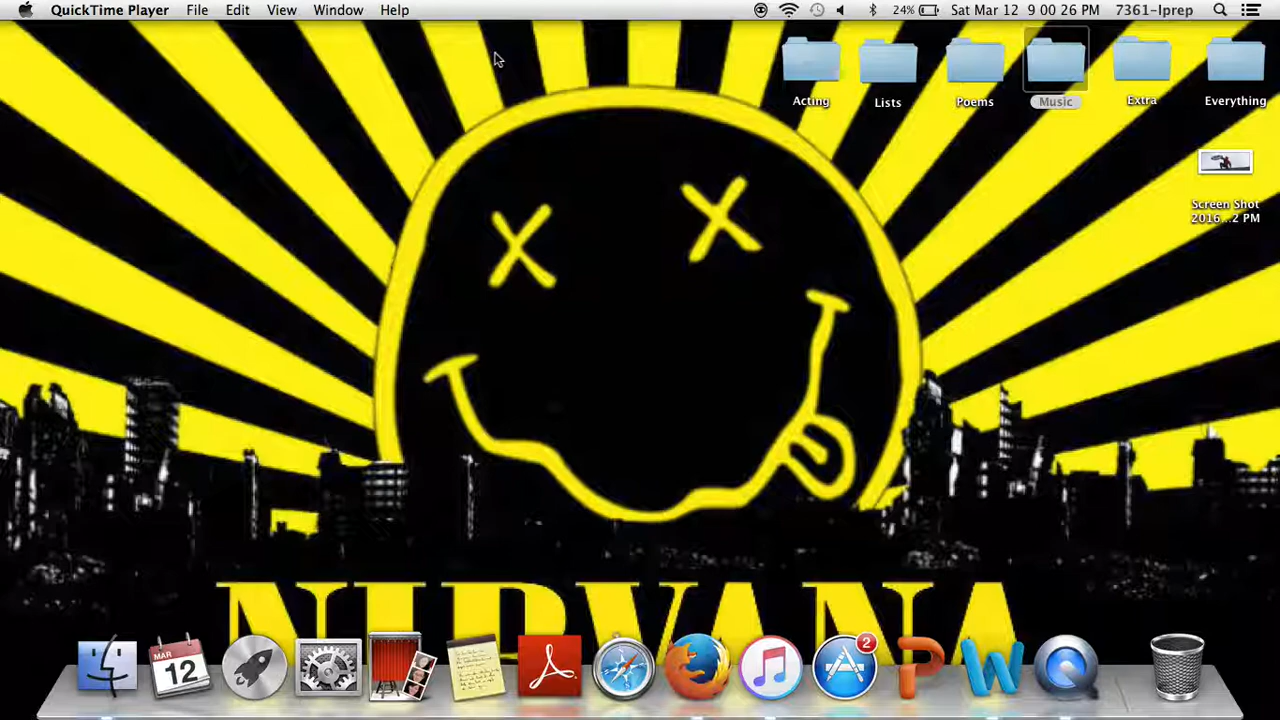 QuickTime Player File Edit View Window Help 24% Sat Mar 12 9 00 26 PM 7361-lprep
Acting Lists Poems Music Extra Everything
Screen Shot
2016...2 PM
NIRVANA
2
MAR
12